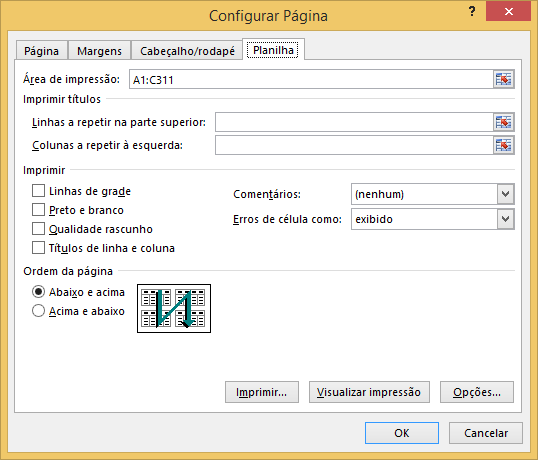 Configurar Página
Página Margens Cabeçalho/rodapé Planilha
Área de impressão: A1:C311
Imprimir títulos
Linhas a repetir na parte superior:
Colunas a repetir à esquerda:
Imprimir
Linhas de grade Comentários: (nenhum)
Preto e branco Erros de célula como: exibido
Qualidade rascunho
Títulos de linha e coluna
Ordem da página
Abaixo e acima
Acima e abaixo
Imprimir... Visualizar impressão Opções...
OK Cancelar